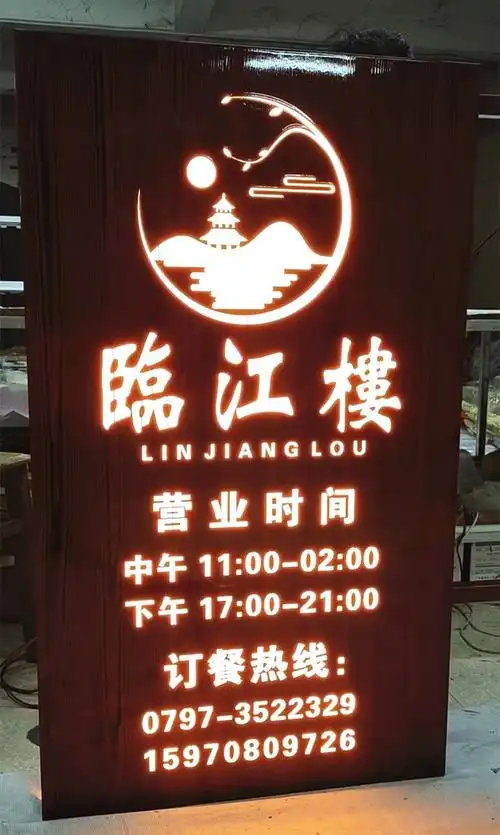 臨江樓
LIN JIANG LOU
营业时间
中午 11:00-02:00
下午 17:00-21:00
订餐热线:
0797-3522329
15970809726